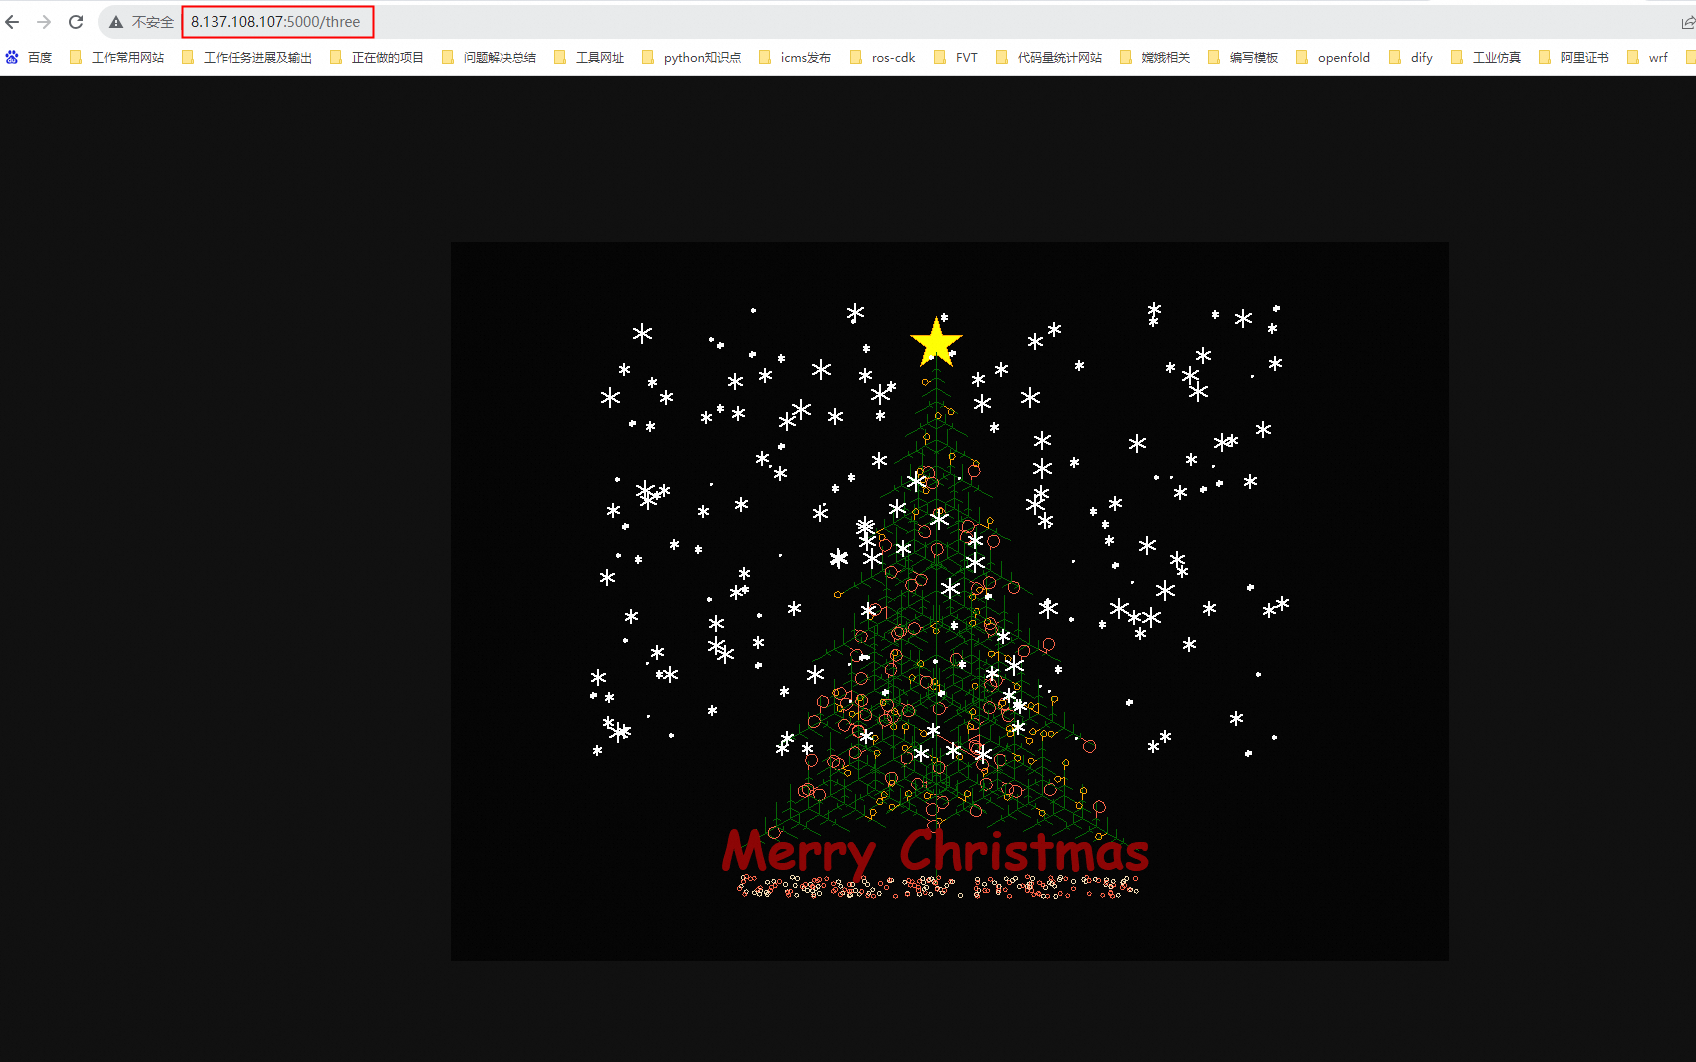 不安全 8.137.108.107:5000/three
百度 工作常用网站 工作任务进展及输出 正在做的项目 问题解决总结 工具网址 python知识点 icms发布 ros-cdk FVT 代码量统计网站 嫦娥相关 编写模板 openfold dify 工业仿真 阿里证书 wrf
Merry Christmas